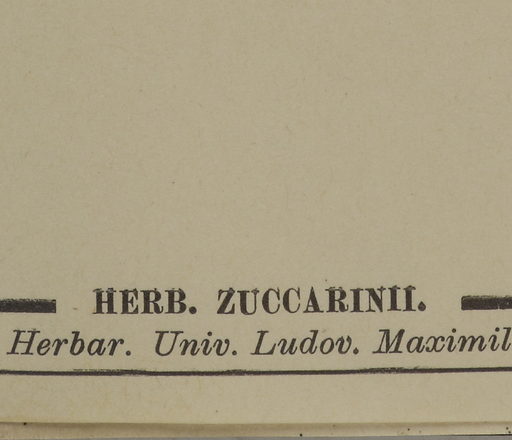 HERB. ZUCCARINII.
Herbar. Univ. Ludov. Maximil